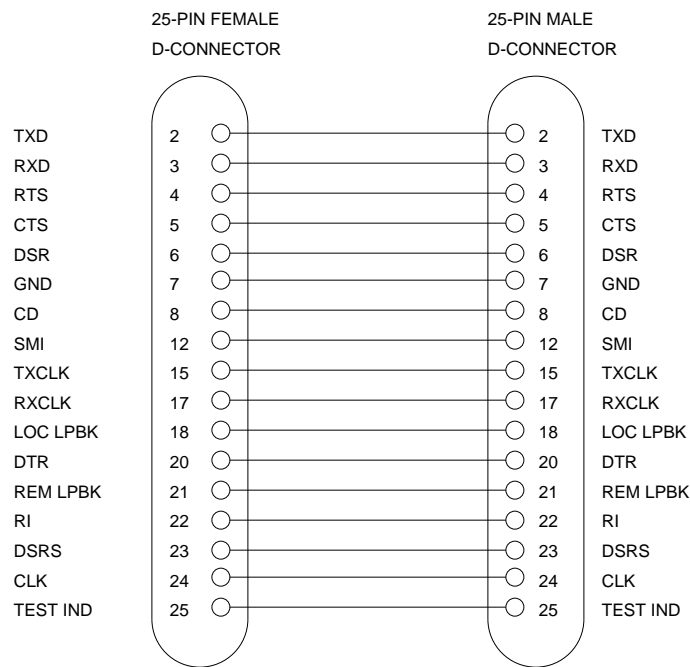 25-PIN FEMALE 25-PIN MALE
D-CONNECTOR D-CONNECTOR
TXD 2 2 TXD
RXD 3 3 RXD
RTS 4 4 RTS
CTS 5 5 CTS
DSR 6 6 DSR
GND 7 7 GND
CD 8 8 CD
SMI 12 12 SMI
TXCLK 15 15 TXCLK
RXCLK 17 17 RXCLK
LOC LPBK 18 18 LOC LPBK
DTR 20 20 DTR
REM LPBK 21 21 REM LPBK
RI 22 22 RI
DSRS 23 23 DSRS
CLK 24 24 CLK
TEST IND 25 25 TEST IND